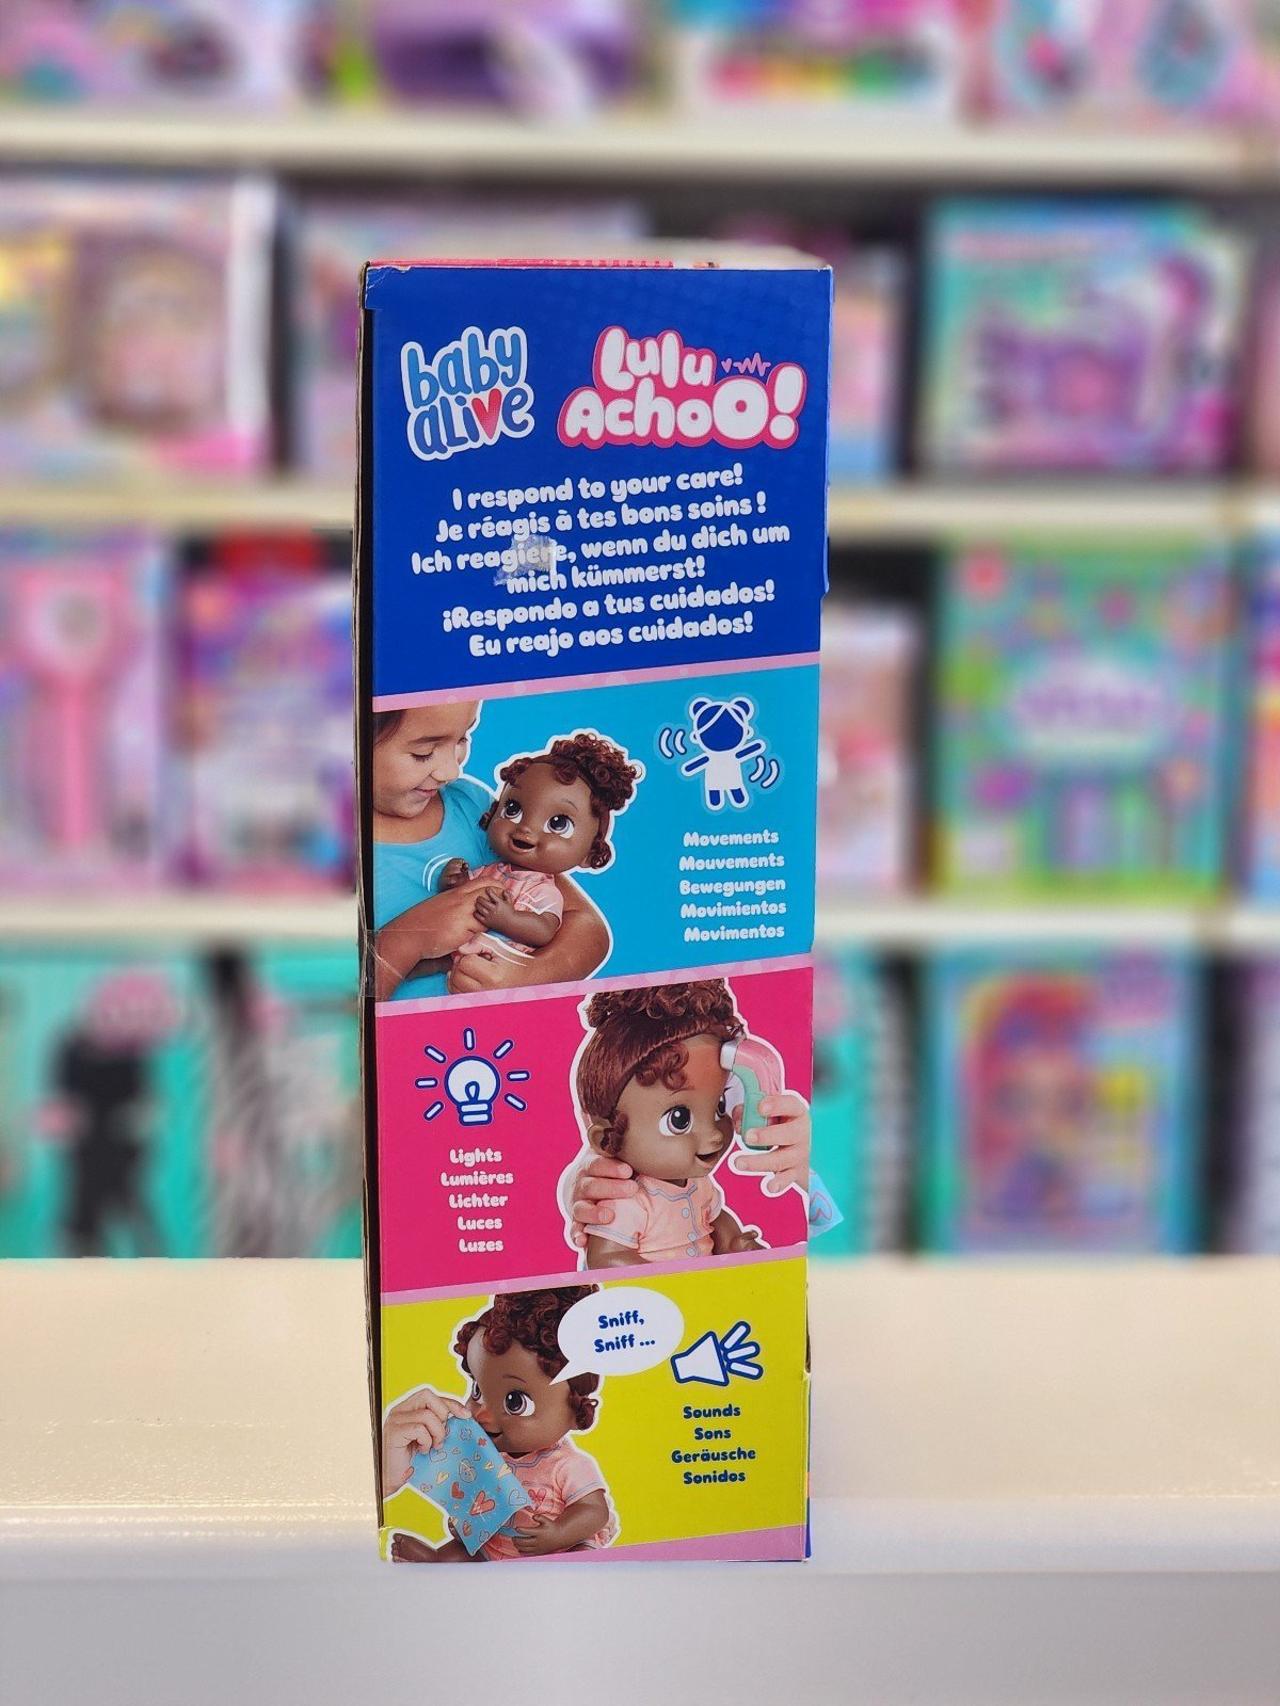 baby
alive
Lulu
Achoo!
I respond to your care!
Je réagis à tes bons soins !
Ich reagiere, wenn du dich um
mich kümmerst!
¡Respondo a tus cuidados!
Eu reajo aos cuidados!
Movements
Mouvements
Bewegungen
Movimientos
Movimentos
Lights
Lumières
Lichter
Luces
Luzes
Sniff,
Sniff ...
Sounds
Sons
Geräusche
Sonidos